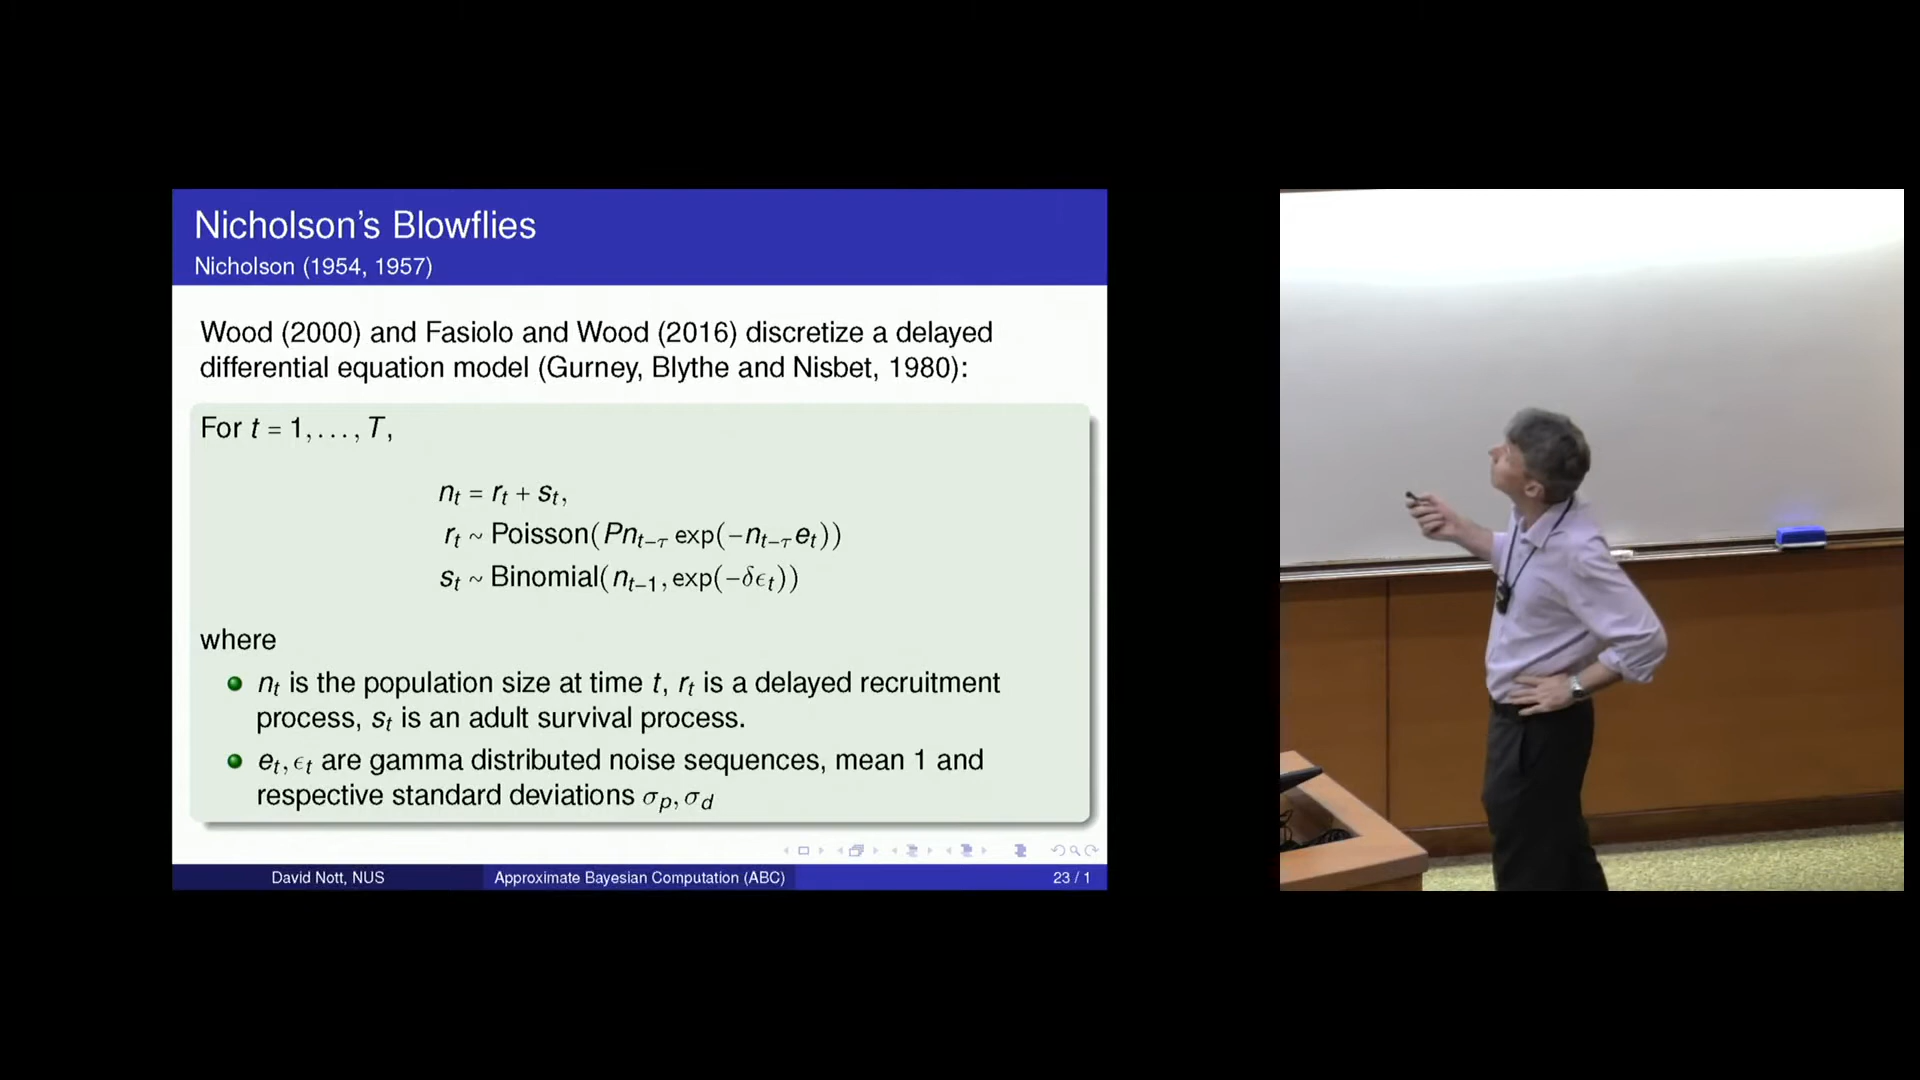 Nicholson's Blowflies
Nicholson (1954, 1957)
Wood (2000) and Fasiolo and Wood (2016) discretize a delayed
differential equation model (Gurney, Blythe and Nisbet, 1980):
For t = 1, . . . , T,
n_t = r_t + s_t,
r_t ~ Poisson(Pn_{t−τ} exp(−n_{t−τ}e_t))
s_t ~ Binomial(n_{t−1}, exp(−δϵ_t))
where
n_t is the population size at time t, r_t is a delayed recruitment
process, s_t is an adult survival process.
e_t, ϵ_t are gamma distributed noise sequences, mean 1 and
respective standard deviations σ_p, σ_d
David Nott, NUS Approximate Bayesian Computation (ABC) 23 / 1